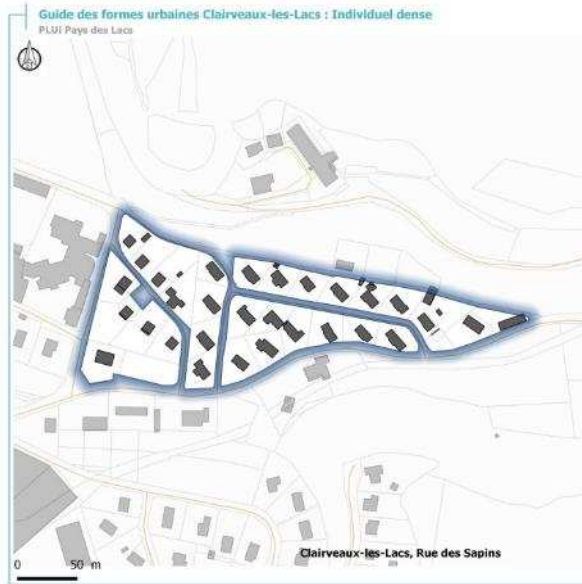 Guide des formes urbaines Clairveaux-les-Lacs : Individuel dense
PLUi Pays des Lacs
Clairveaux-les-Lacs, Rue des Sapins
0 50 m